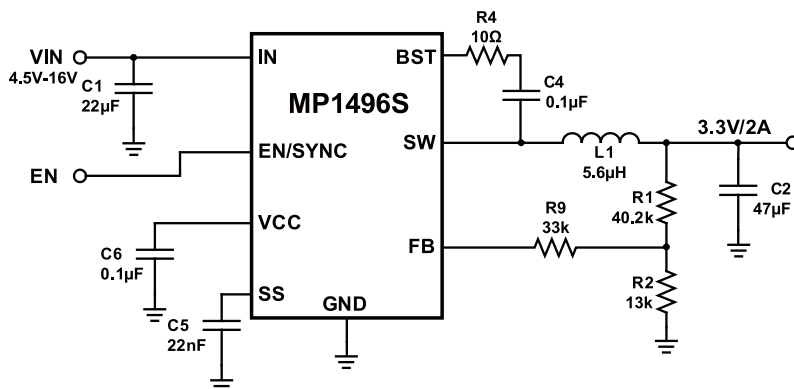 R4
10Ω
VIN
4.5V-16V
IN
BST
C1
22µF
C4
0.1µF
MP1496S
SW
3.3V/2A
EN/SYNC
L1
5.6µH
EN
R1
40.2k
C2
47µF
R9
33k
VCC
FB
C6
0.1µF
R2
13k
SS
GND
C5
22nF